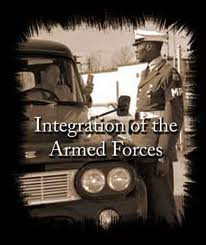 Integration of the
Armed Forces
MP